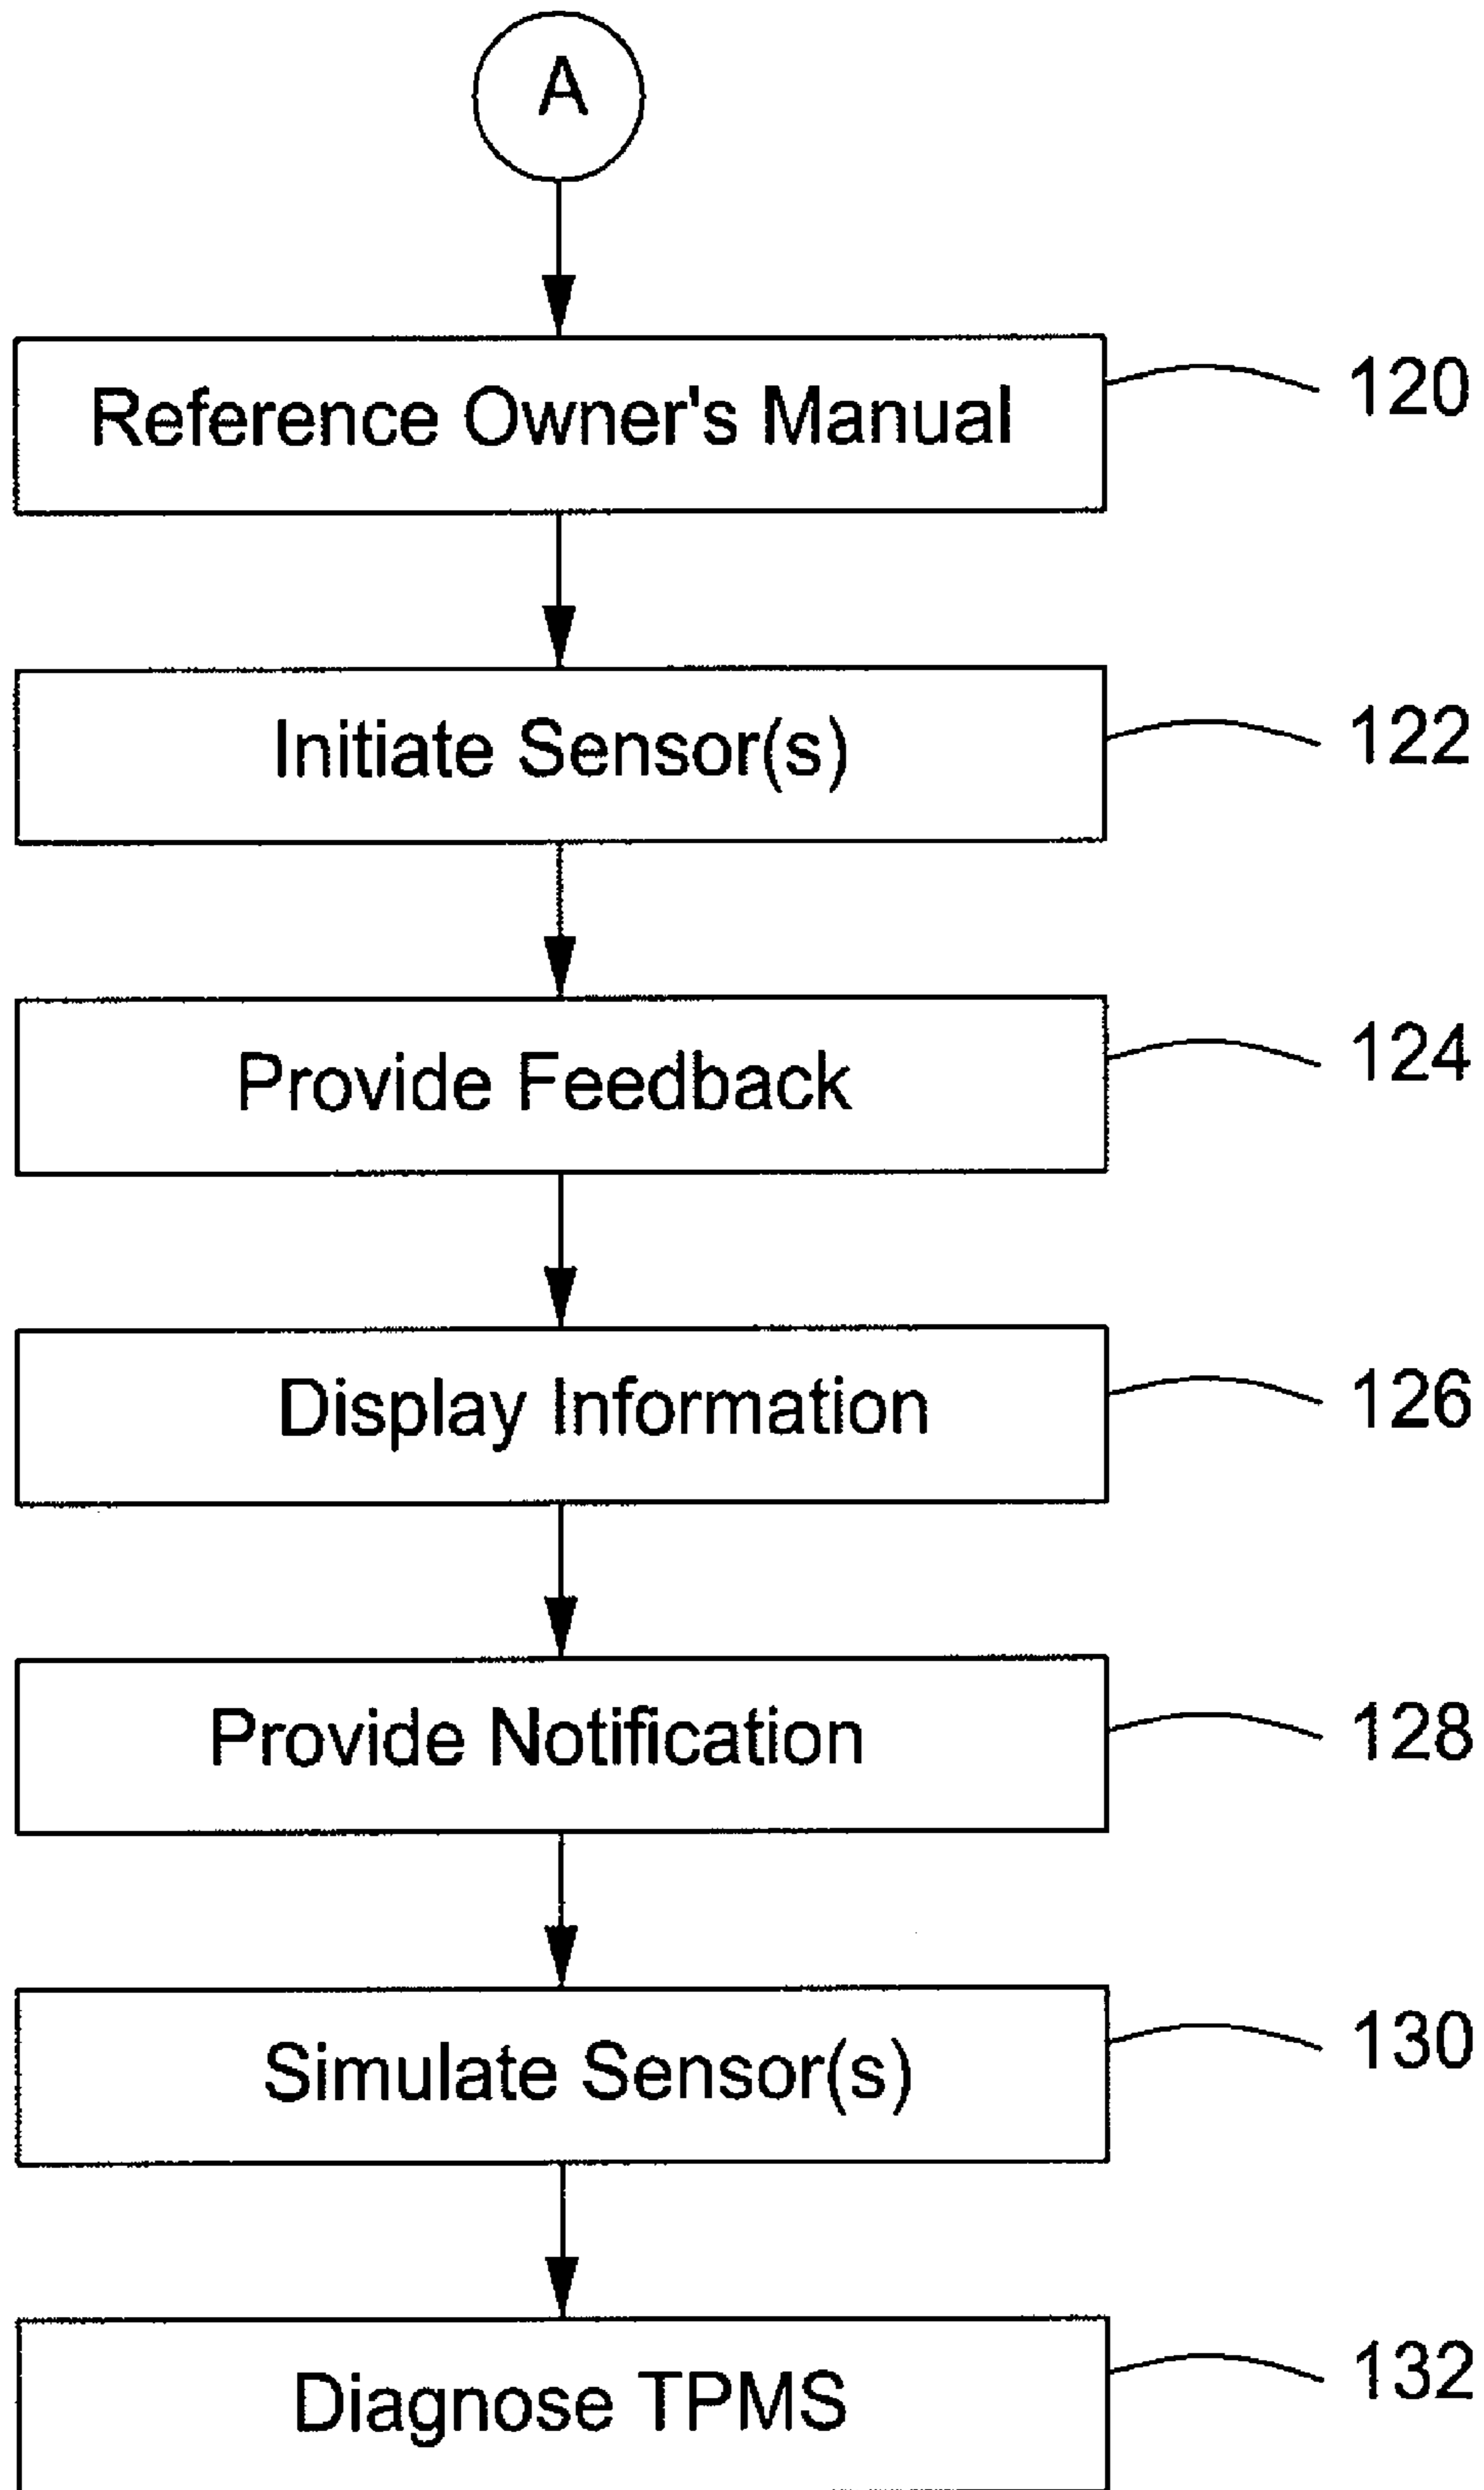 A
Reference Owner's Manual
120
Initiate Sensor(s)
122
Provide Feedback
124
Display Information
126
Provide Notification
128
Simulate Sensor(s)
130
Diagnose TPMS
132